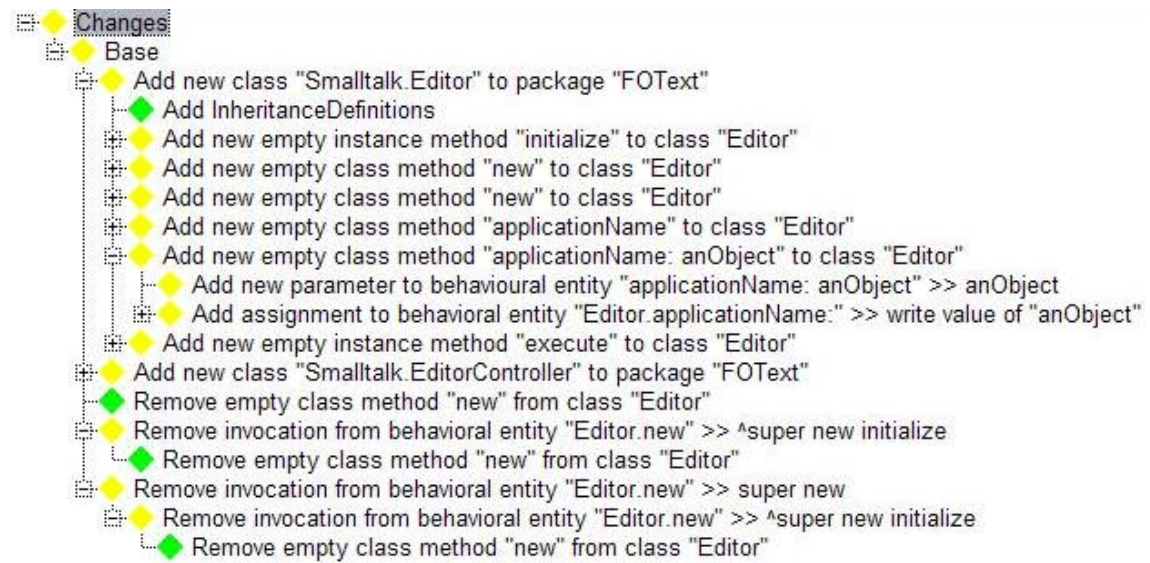 Changes
Base
Add new class "Smalltalk.Editor" to package "FOText"
Add InheritanceDefinitions
Add new empty instance method "initialize" to class "Editor"
Add new empty class method "new" to class "Editor"
Add new empty class method "new" to class "Editor"
Add new empty class method "applicationName" to class "Editor"
Add new empty class method "applicationName: anObject" to class "Editor"
Add new parameter to behavioural entity "applicationName: anObject" >> anObject
Add assignment to behavioral entity "Editor.applicationName:" >> write value of "anObject"
Add new empty instance method "execute" to class "Editor"
Add new class "Smalltalk.EditorController" to package "FOText"
Remove empty class method "new" from class "Editor"
Remove invocation from behavioral entity "Editor.new" >> ^super new initialize
Remove empty class method "new" from class "Editor"
Remove invocation from behavioral entity "Editor.new" >> super new
Remove invocation from behavioral entity "Editor.new" >> ^super new initialize
Remove empty class method "new" from class "Editor"